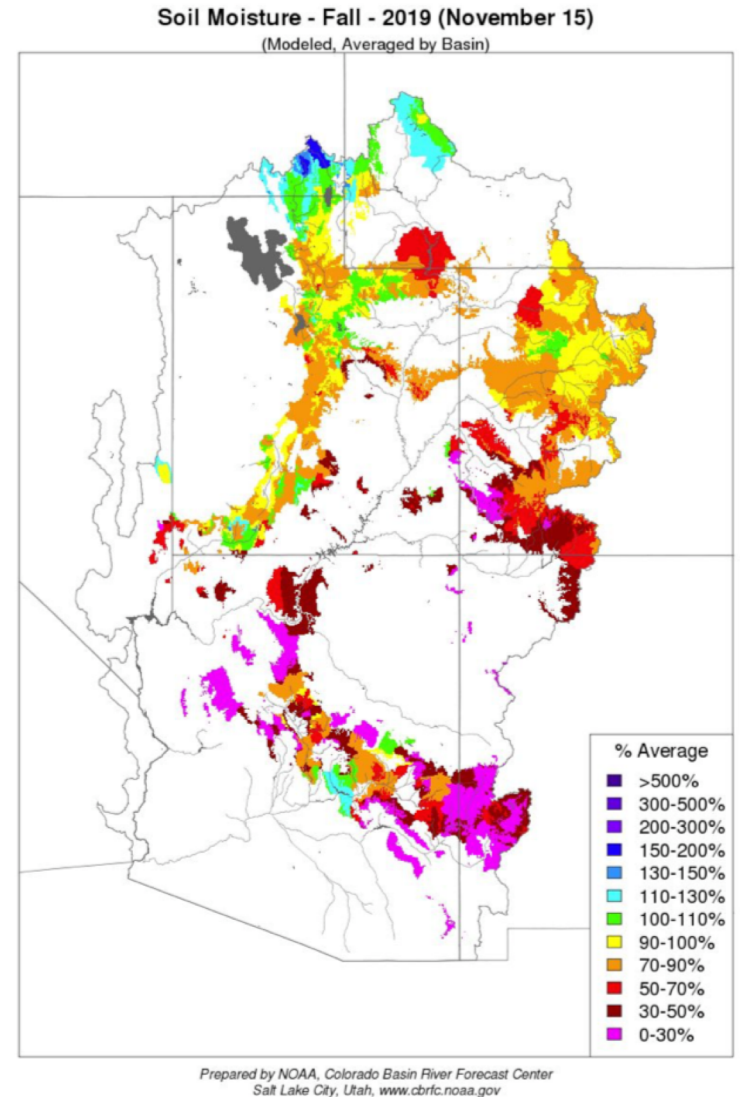 Soil Moisture - Fall - 2019 (November 15)
(Modeled, Averaged by Basin)
% Average
>500%
300-500%
200-300%
150-200%
130-150%
110-130%
100-110%
90-100%
70-90%
50-70%
30-50%
0-30%
Prepared by NOAA, Colorado Basin River Forecast Center
Salt Lake City, Utah, www.cbrfc.noaa.gov